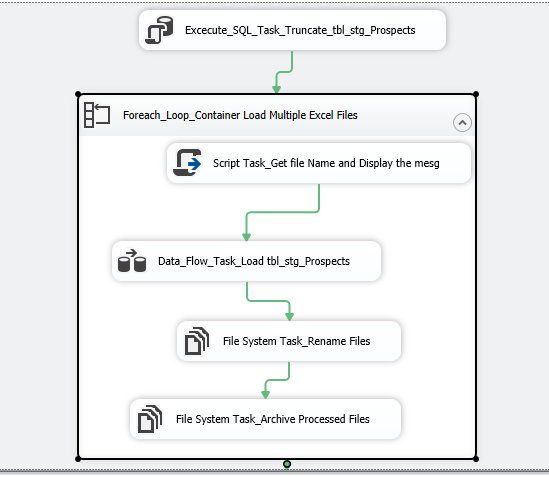 Excecute_SQL_Task_Truncate_tbl_stg_Prospects
Foreach_Loop_Container Load Multiple Excel Files
Script Task_Get file Name and Display the mesg
Data_Flow_Task_Load tbl_stg_Prospects
File System Task_Rename Files
File System Task_Archive Processed Files